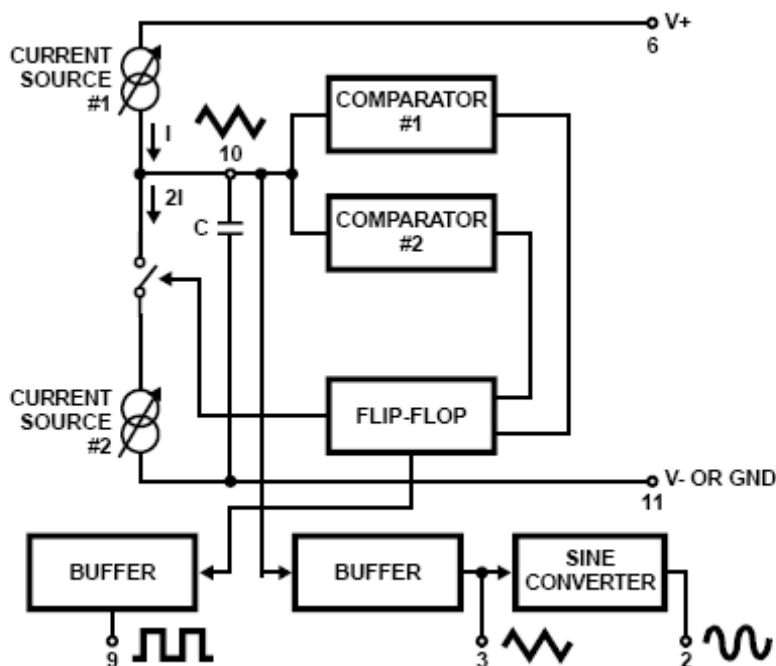 V+
6
CURRENT
SOURCE
#1
I
10
COMPARATOR
#1
2I
C
COMPARATOR
#2
CURRENT
SOURCE
#2
FLIP-FLOP
V- OR GND
11
BUFFER
BUFFER
SINE
CONVERTER
9
3
2